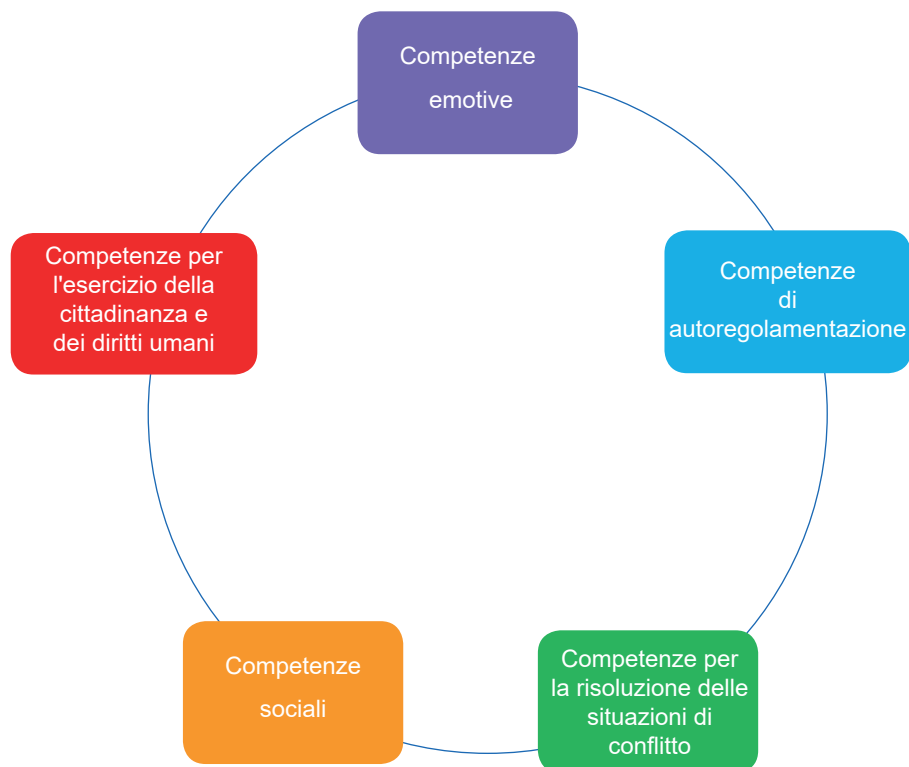 Competenze
emotive
Competenze
di
autoregolamentazione
Competenze per
la risoluzione delle
situazioni di
conflitto
Competenze
sociali
Competenze per
l'esercizio della
cittadinanza e
dei diritti umani